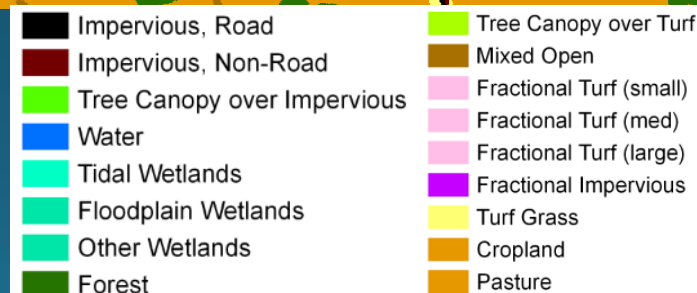 Impervious, Road
Impervious, Non-Road
Tree Canopy over Impervious
Water
Tidal Wetlands
Floodplain Wetlands
Other Wetlands
Forest
Tree Canopy over Turf
Mixed Open
Fractional Turf (small)
Fractional Turf (med)
Fractional Turf (large)
Fractional Impervious
Turf Grass
Cropland
Pasture